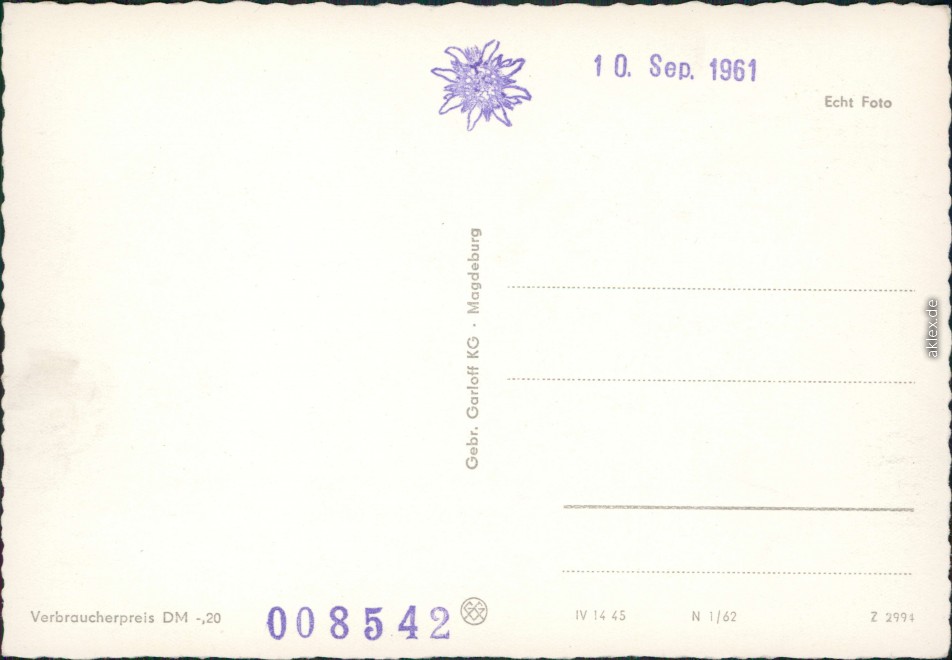 10. Sep. 1961
Echt Foto
Gebr. Garloff KG · Magdeburg
aklex.de
Verbraucherpreis DM -,20
008542
IV 14 45
N 1/62
Z 2994